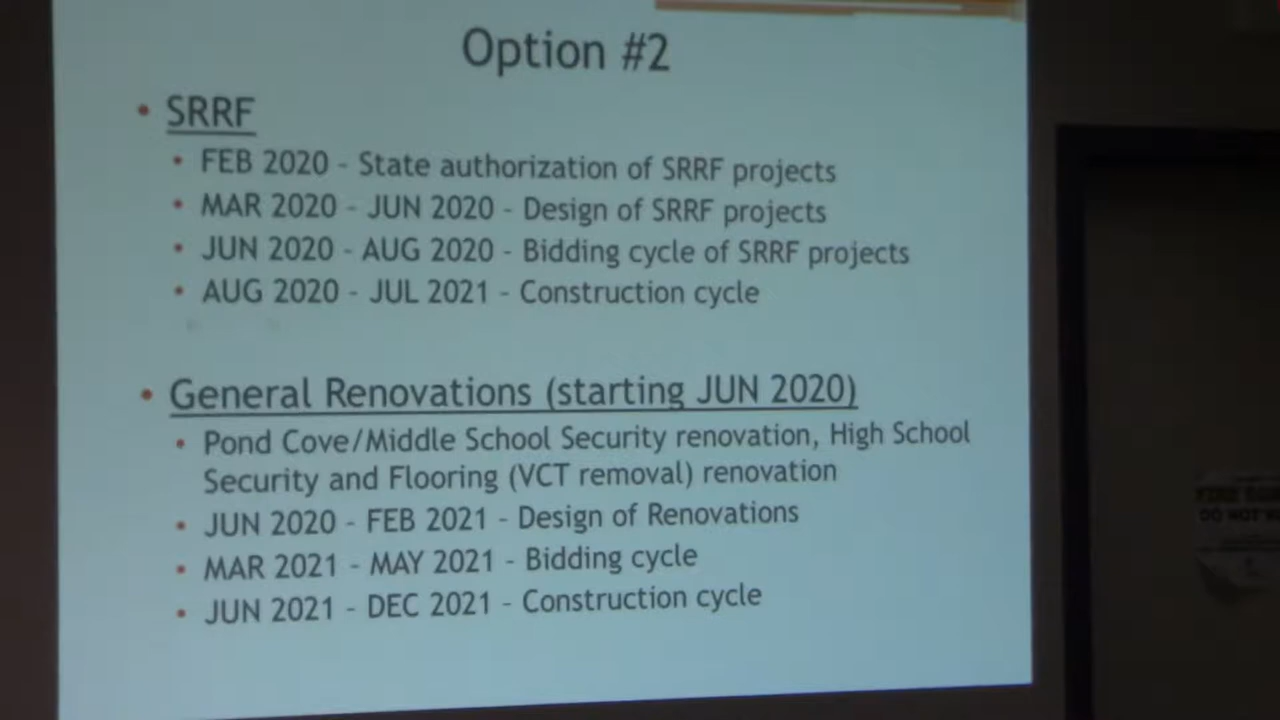 Option #2
• SRRF
• FEB 2020 - State authorization of SRRF projects
• MAR 2020 - JUN 2020 - Design of SRRF projects
• JUN 2020 - AUG 2020 - Bidding cycle of SRRF projects
• AUG 2020 - JUL 2021 - Construction cycle
• General Renovations (starting JUN 2020)
• Pond Cove/Middle School Security renovation, High School
Security and Flooring (VCT removal) renovation
• JUN 2020 - FEB 2021 - Design of Renovations
• MAR 2021 - MAY 2021 - Bidding cycle
• JUN 2021 - DEC 2021 - Construction cycle
FIRE
DO NOT